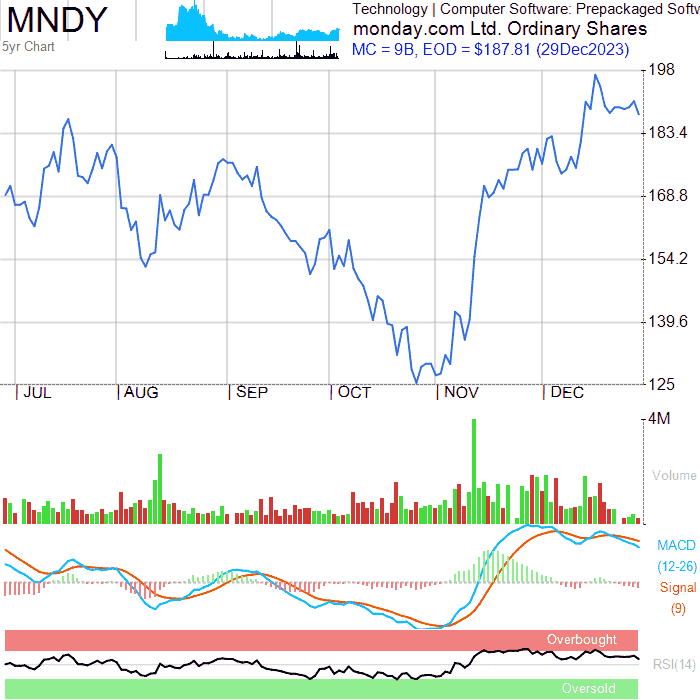 MNDY
5yr Chart
Technology | Computer Software: Prepackaged Softw
monday.com Ltd. Ordinary Shares
MC = 9B, EOD = $187.81 (29Dec2023)
198
183.4
168.8
154.2
139.6
125
JUL AUG SEP OCT NOV DEC
4M
Volume
MACD
(12-26)
Signal
(9)
Overbought
RSI(14)
Oversold